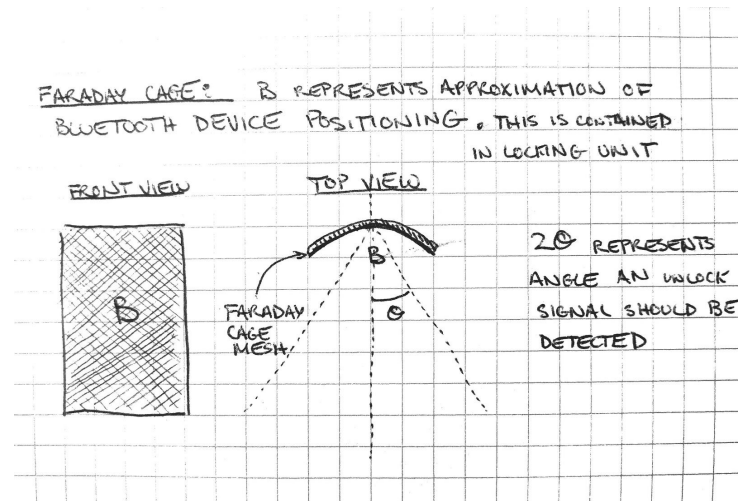 FARADAY CAGE: B REPRESENTS APPROXIMATION OF
BLUETOOTH DEVICE POSITIONING. THIS IS CONTAINED
IN LOCKING UNIT
FRONT VIEW
TOP VIEW
B
B
θ
FARADAY
CAGE
MESH
2θ REPRESENTS
ANGLE AN UNLOCK
SIGNAL SHOULD BE
DETECTED